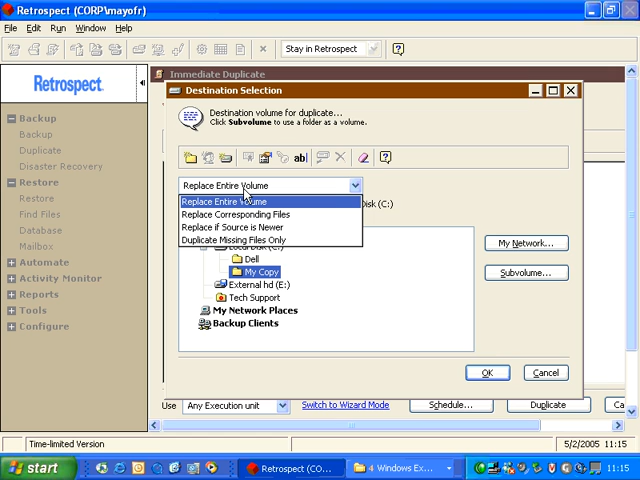 Retrospect (CORP\mayofr)
File Edit Run Window Help
Stay in Retrospect
Retrospect.
Backup
Backup
Duplicate
Disaster Recovery
Restore
Restore
Find Files
Database
Mailbox
Automate
Activity Monitor
Reports
Tools
Configure
Immediate Duplicate
Destination Selection
Destination volume for duplicate...
Click Subvolume to use a folder as a volume.
ab|
Replace Entire Volume
Replace Entire Volume
Replace Corresponding Files
Replace if Source is Newer
Duplicate Missing Files Only
Disk (C:)
Local Disk (C:)
Dell
My Copy
External hd (E:)
Tech Support
My Network Places
Backup Clients
My Network...
Subvolume...
OK Cancel
Use Any Execution unit Switch to Wizard Mode Schedule... Duplicate Ca
Time-limited Version 5/2/2005 11:15
start Retrospect (CO... 4 Windows Ex... 11:15